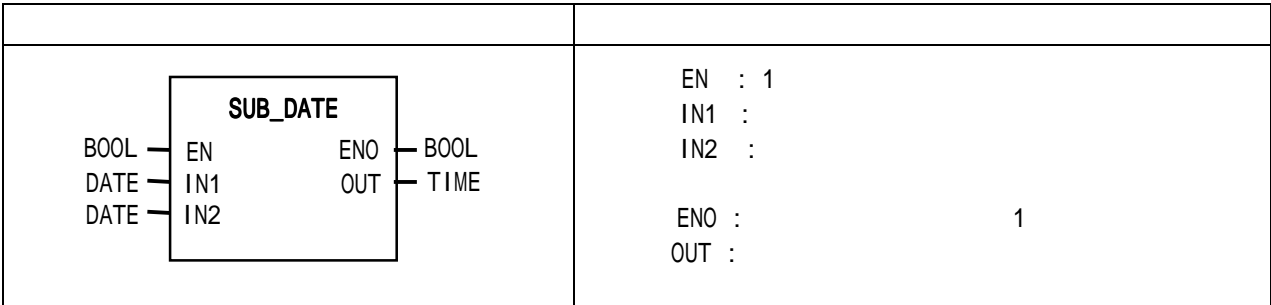 SUB_DATE
BOOL EN ENO BOOL
DATE IN1 OUT TIME
DATE IN2
EN : 1
IN1 :
IN2 :
ENO : 1
OUT :